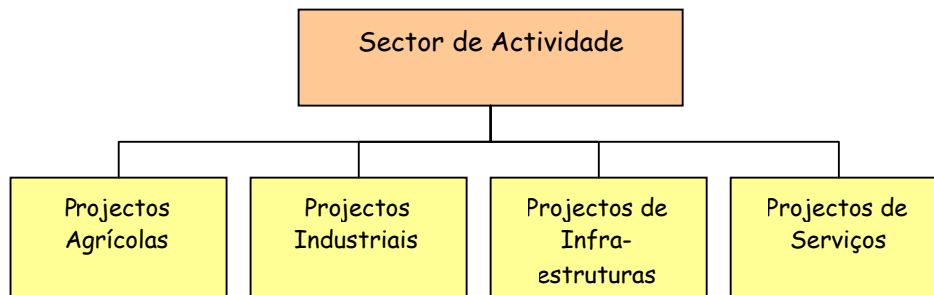 Sector de Actividade
Projectos
Agrícolas
Projectos
Industriais
Projectos de
Infra-
estruturas
Projectos de
Serviços